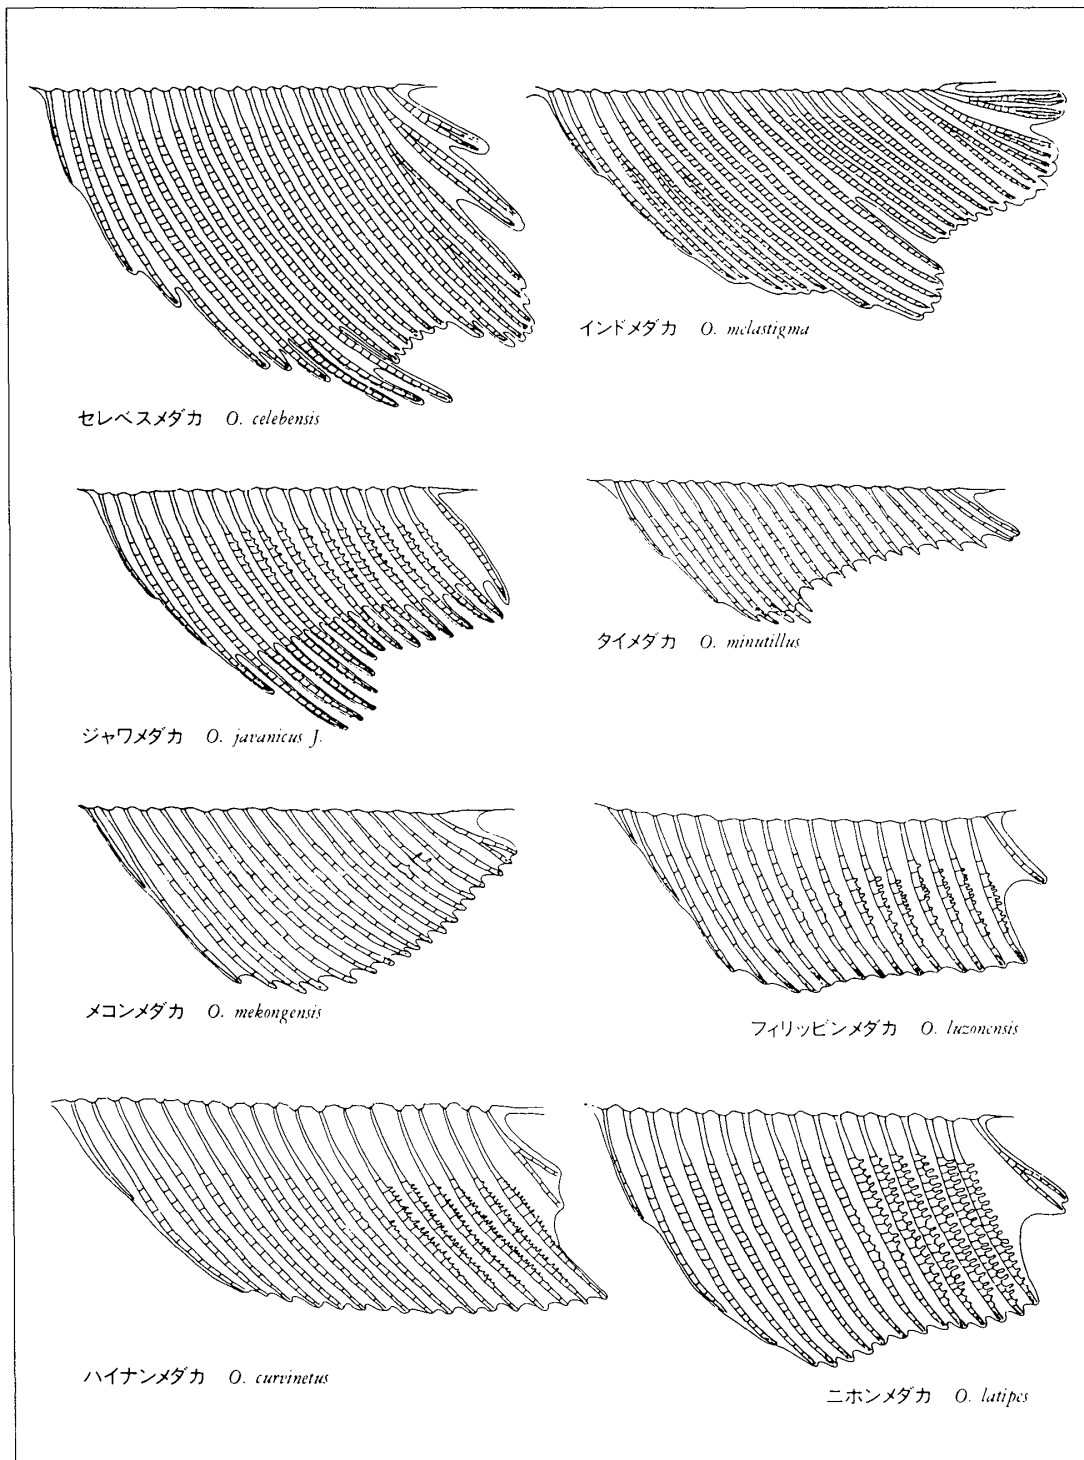 インドメダカ O. melastigma
セレベスメダカ O. celebensis
タイメダカ O. minutillus
ジャワメダカ O. javanicus J.
メコンメダカ O. mekongensis
フィリッピンメダカ O. luzonensis
ハイナンメダカ O. curvinetus
ニホンメダカ O. latipes